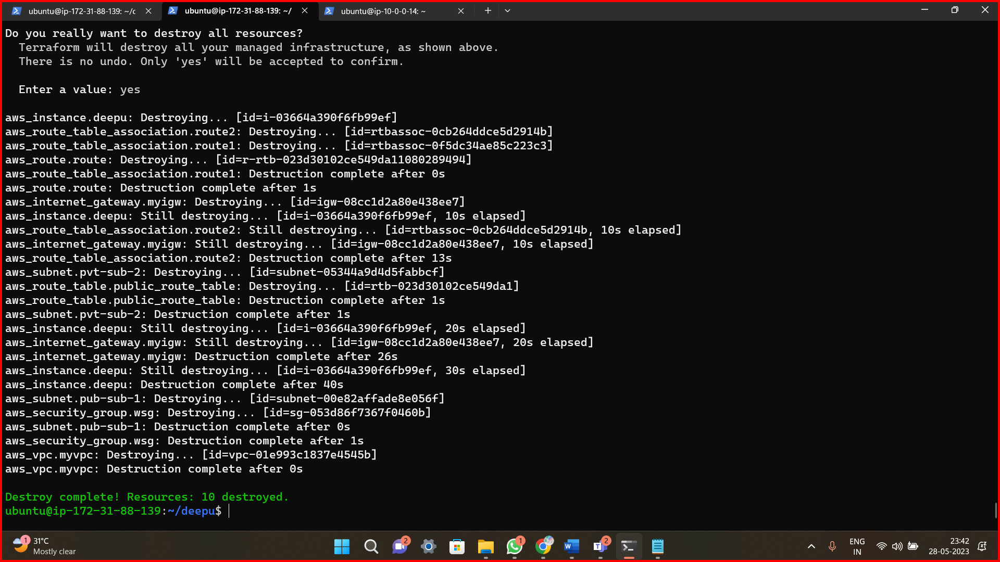 ubuntu@ip-172-31-88-139: ~/c
ubuntu@ip-172-31-88-139: ~/
ubuntu@ip-10-0-0-14: ~
Do you really want to destroy all resources?
Terraform will destroy all your managed infrastructure, as shown above.
There is no undo. Only 'yes' will be accepted to confirm.
Enter a value: yes
aws_instance.deepu: Destroying... [id=i-03664a390f6fb99ef]
aws_route_table_association.route2: Destroying... [id=rtbassoc-0cb264ddce5d2914b]
aws_route_table_association.route1: Destroying... [id=rtbassoc-0f5dc34ae85c223c3]
aws_route.route: Destroying... [id=r-rtb-023d30102ce549da11080289494]
aws_route_table_association.route1: Destruction complete after 0s
aws_route.route: Destruction complete after 1s
aws_internet_gateway.myigw: Destroying... [id=igw-08cc1d2a80e438ee7]
aws_instance.deepu: Still destroying... [id=i-03664a390f6fb99ef, 10s elapsed]
aws_route_table_association.route2: Still destroying... [id=rtbassoc-0cb264ddce5d2914b, 10s elapsed]
aws_internet_gateway.myigw: Still destroying... [id=igw-08cc1d2a80e438ee7, 10s elapsed]
aws_route_table_association.route2: Destruction complete after 13s
aws_subnet.pvt-sub-2: Destroying... [id=subnet-05344a9d4d5fabbcf]
aws_route_table.public_route_table: Destroying... [id=rtb-023d30102ce549da1]
aws_route_table.public_route_table: Destruction complete after 1s
aws_subnet.pvt-sub-2: Destruction complete after 1s
aws_instance.deepu: Still destroying... [id=i-03664a390f6fb99ef, 20s elapsed]
aws_internet_gateway.myigw: Still destroying... [id=igw-08cc1d2a80e438ee7, 20s elapsed]
aws_internet_gateway.myigw: Destruction complete after 26s
aws_instance.deepu: Still destroying... [id=i-03664a390f6fb99ef, 30s elapsed]
aws_instance.deepu: Destruction complete after 40s
aws_subnet.pub-sub-1: Destroying... [id=subnet-00e82affade8e056f]
aws_security_group.wsg: Destroying... [id=sg-053d86f7367f0460b]
aws_subnet.pub-sub-1: Destruction complete after 0s
aws_security_group.wsg: Destruction complete after 1s
aws_vpc.myvpc: Destroying... [id=vpc-01e993c1837e4545b]
aws_vpc.myvpc: Destruction complete after 0s
Destroy complete! Resources: 10 destroyed.
ubuntu@ip-172-31-88-139:~/deepu$
1
31°C
Mostly clear
2
1
W
T
2
ENG
IN
23:42
28-05-2023